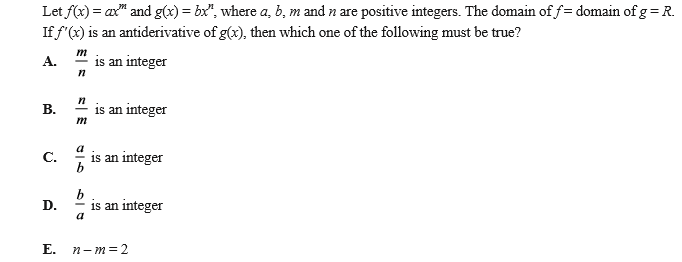 Let f(x) = axᵐ and g(x) = bxⁿ, where a, b, m and n are positive integers. The domain of f = domain of g = R.
If f'(x) is an antiderivative of g(x), then which one of the following must be true?
A. m/n is an integer
B. n/m is an integer
C. a/b is an integer
D. b/a is an integer
E. n – m = 2